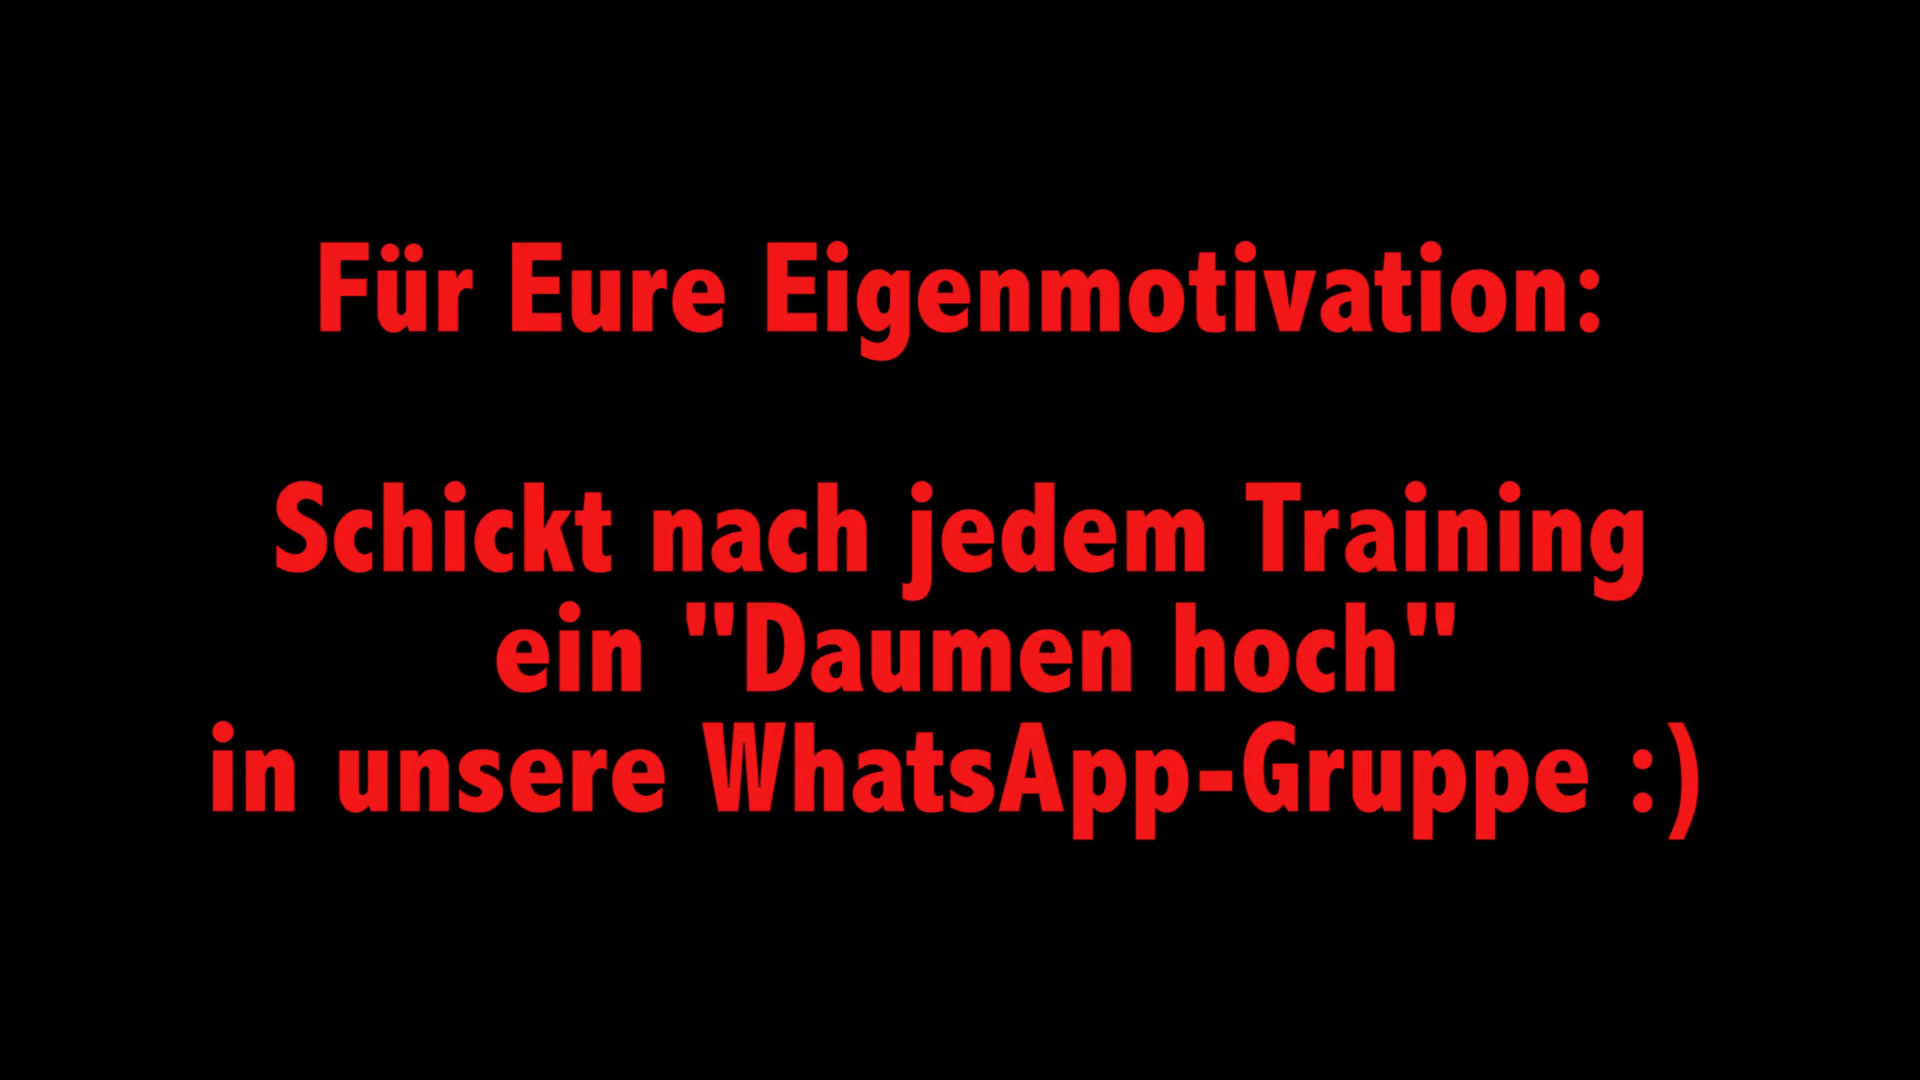 Für Eure Eigenmotivation:
Schickt nach jedem Training
ein "Daumen hoch"
in unsere WhatsApp-Gruppe :)